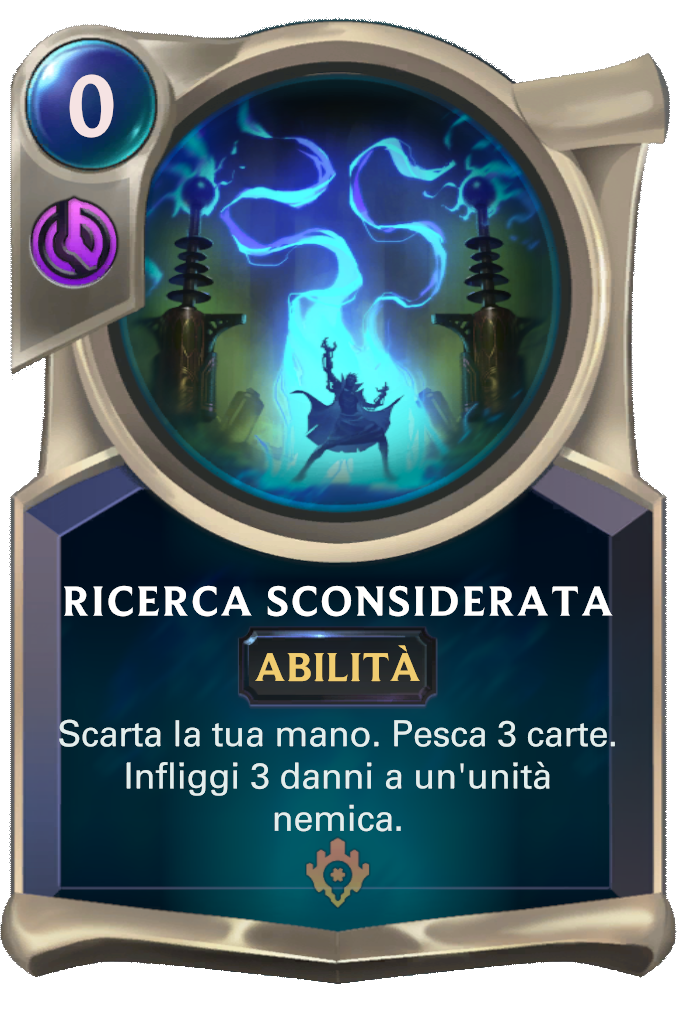 0
RICERCA SCONSIDERATA
ABILITÀ
Scarta la tua mano. Pesca 3 carte.
Infliggi 3 danni a un'unità
nemica.